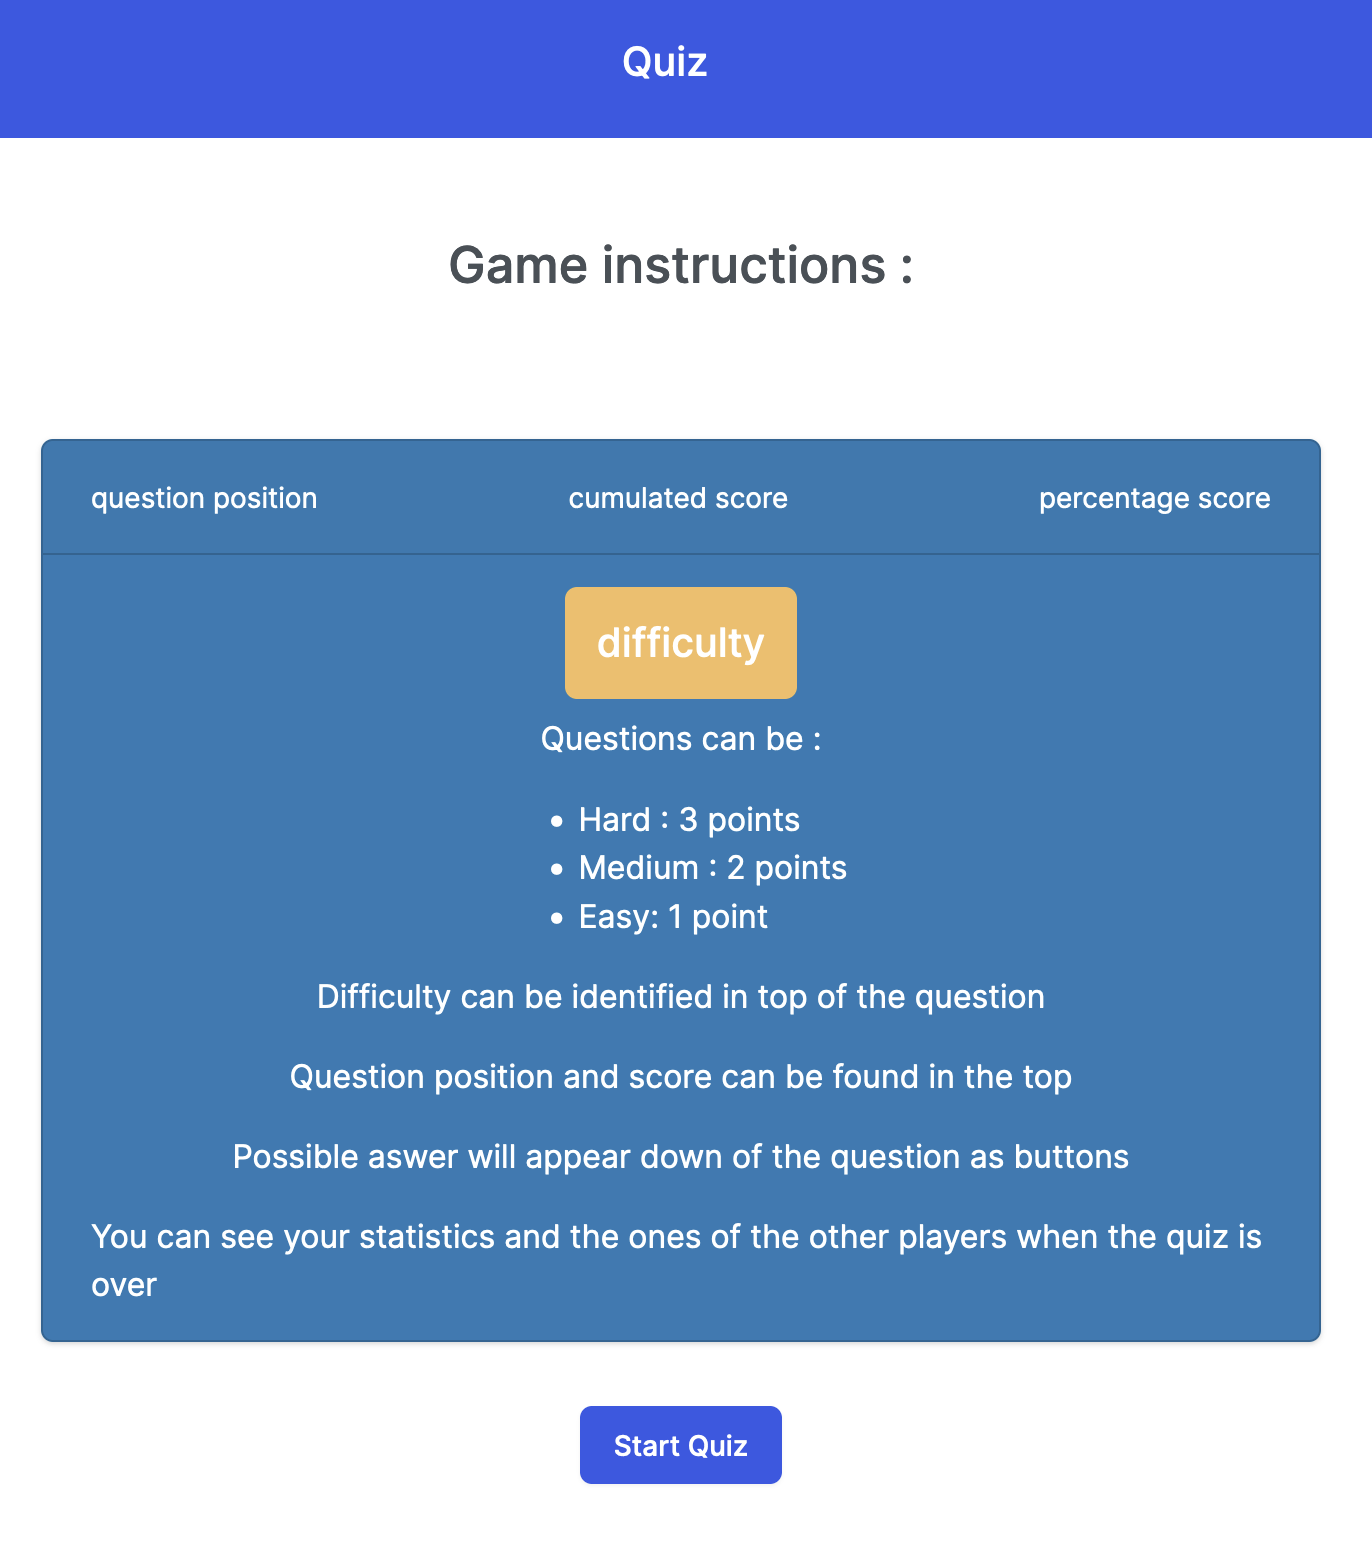 Quiz
Game instructions :
question position
cumulated score
percentage score
difficulty
Questions can be :
• Hard : 3 points
• Medium : 2 points
• Easy: 1 point
Difficulty can be identified in top of the question
Question position and score can be found in the top
Possible aswer will appear down of the question as buttons
You can see your statistics and the ones of the other players when the quiz is
over
Start Quiz